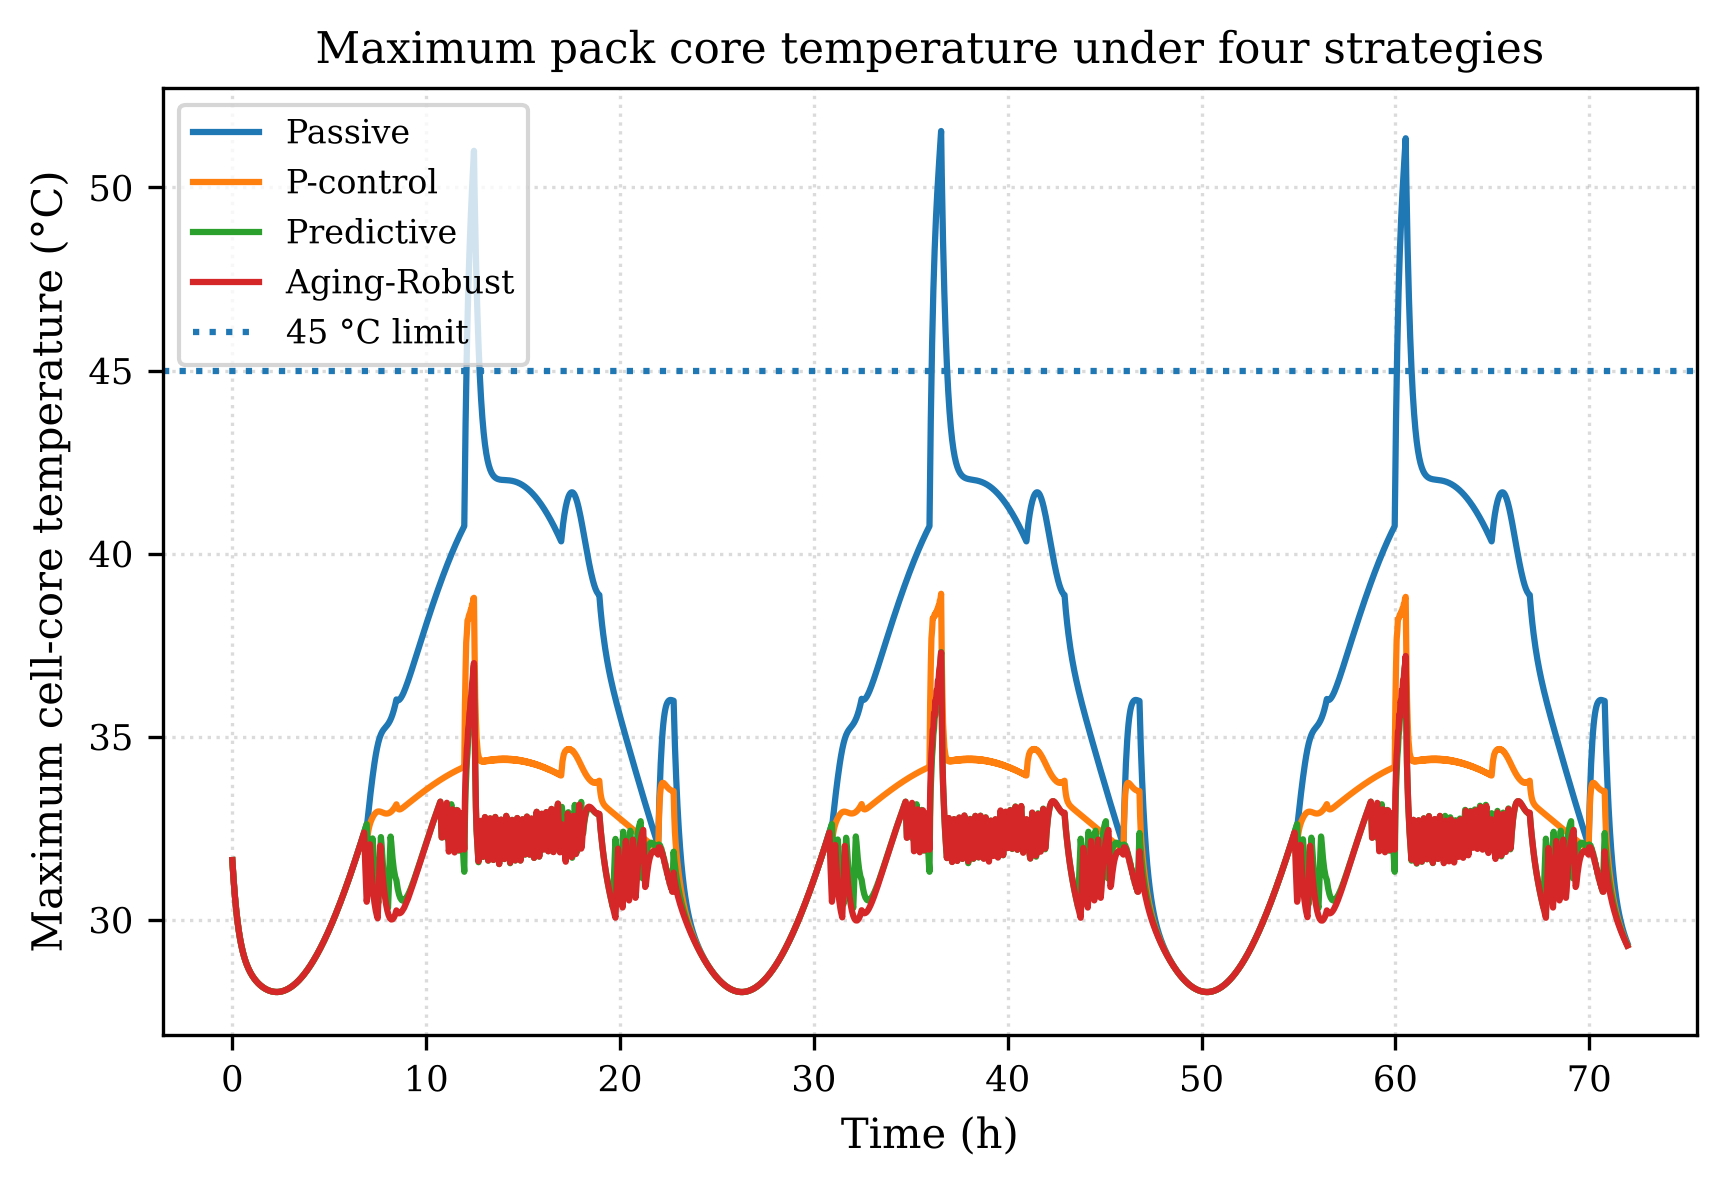 Maximum pack core temperature under four strategies
Maximum cell-core temperature (°C)
50
45
40
35
30
Passive
P-control
Predictive
Aging-Robust
45 °C limit
0 10 20 30 40 50 60 70
Time (h)